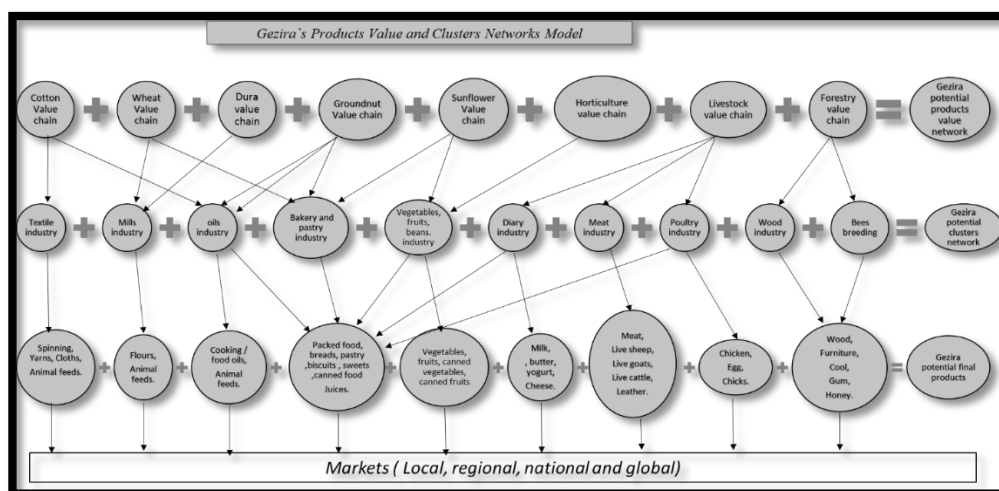 Gezira`s Products Value and Clusters Networks Model
Cotton
Value
chain
Wheat
Value
chain
Dura
value
chain
Groundnut
Value chain
Sunflower
Value
chain
Horticulture
value chain
Livestock
value chain
Forestry
value
chain
Gezira
potential
products
value
network
Textile
industry
Mills
industry
oils
industry
Bakery and
pastry
industry
Vegetables,
fruits,
beans.
industry
Diary
industry
Meat
industry
Poultry
industry
Wood
industry
Bees
breeding
Gezira
potential
clusters
network
Spinning,
Yarns, Cloths,
Animal feeds.
Flours,
Animal
feeds.
Cooking /
food oils,
Animal
feeds.
Packed food,
breads, pastry
,biscuits , sweets
,canned food
Juices.
Vegetables,
fruits, canned
vegetables,
canned fruits
Milk,
, butter,
yogurt,
Cheese.
Meat,
Live sheep,
Live goats,
Live cattle,
Leather.
Chicken,
Egg,
Chicks.
Wood,
Furniture,
Cool,
Gum,
Honey.
Gezira
potential final
products
Markets ( Local, regional, national and global)